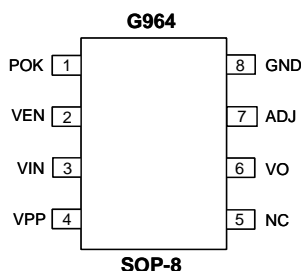 G964
POK 1 8 GND
VEN 2 7 ADJ
VIN 3 6 VO
VPP 4 5 NC
SOP-8